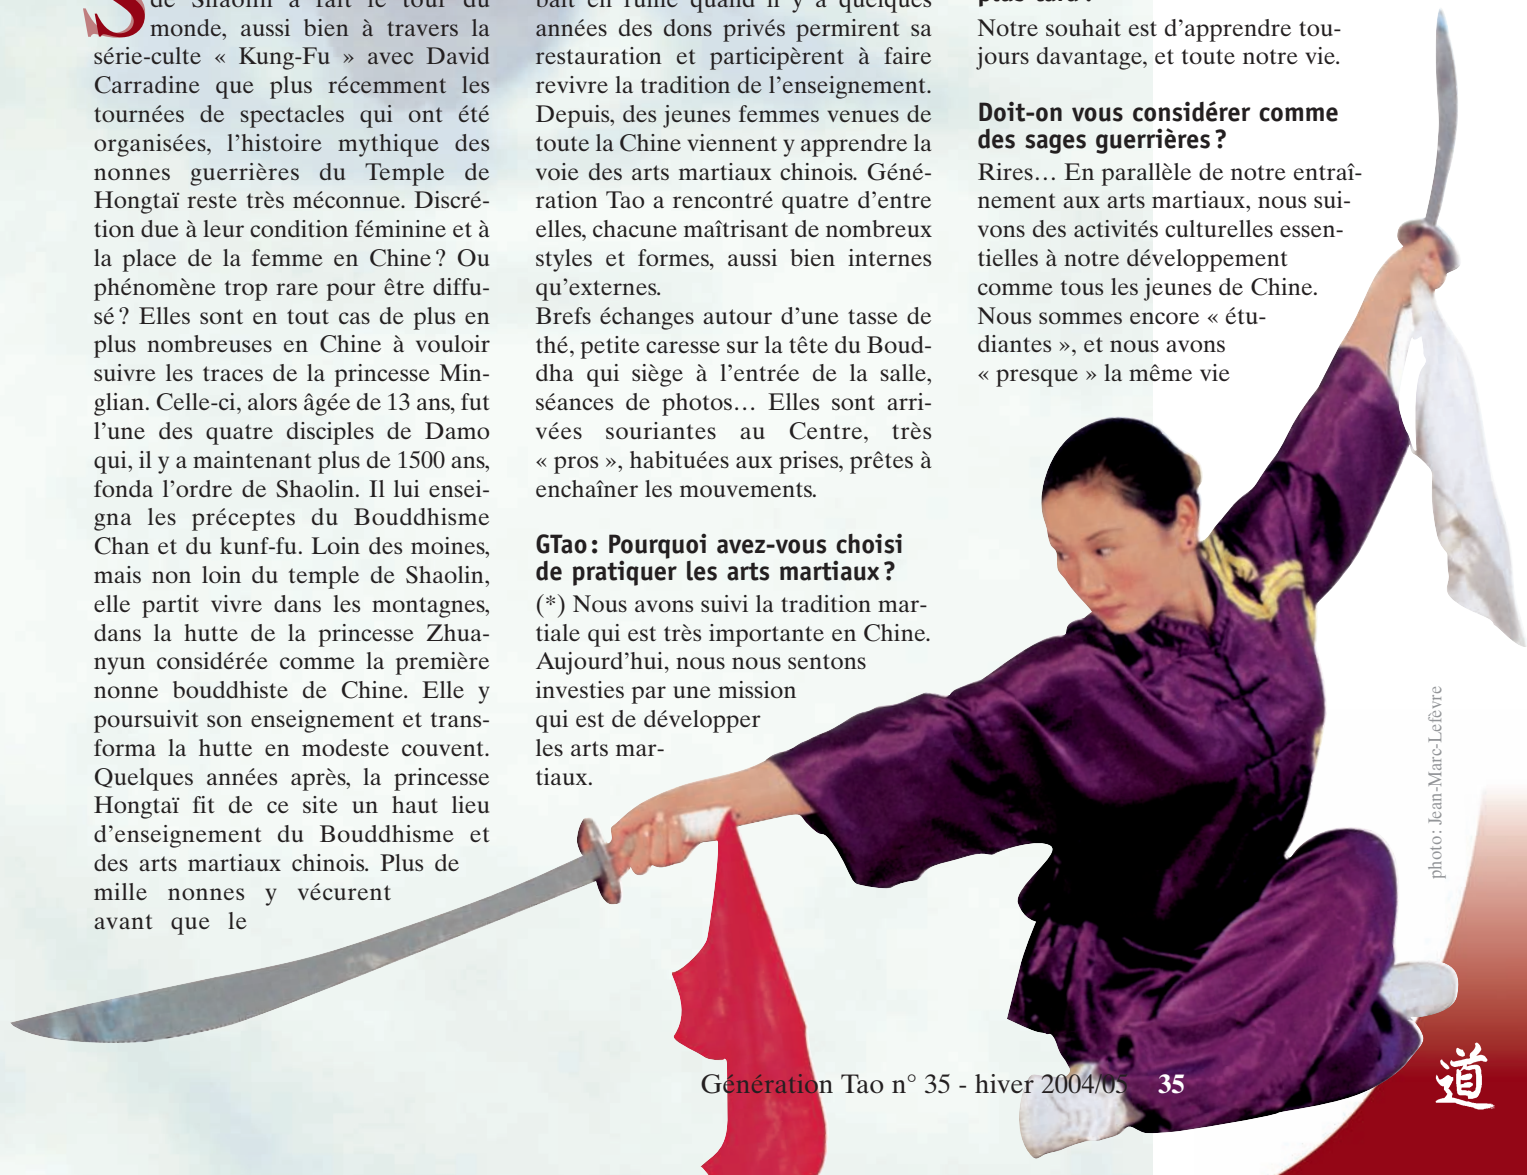 S de Shaolin a fait le tour du
monde, aussi bien à travers la
série-culte « Kung-Fu » avec David
Carradine que plus récemment les
tournées de spectacles qui ont été
organisées, l'histoire mythique des
nonnes guerrières du Temple de
Hongtaï reste très méconnue. Discré-
tion due à leur condition féminine et à
la place de la femme en Chine ? Ou
phénomène trop rare pour être diffu-
sé ? Elles sont en tout cas de plus en
plus nombreuses en Chine à vouloir
suivre les traces de la princesse Min-
glian. Celle-ci, alors âgée de 13 ans, fut
l'une des quatre disciples de Damo
qui, il y a maintenant plus de 1500 ans,
fonda l'ordre de Shaolin. Il lui ensei-
gna les préceptes du Bouddhisme
Chan et du kunf-fu. Loin des moines,
mais non loin du temple de Shaolin,
elle partit vivre dans les montagnes,
dans la hutte de la princesse Zhua-
nyun considérée comme la première
nonne bouddhiste de Chine. Elle y
poursuivit son enseignement et trans-
forma la hutte en modeste couvent.
Quelques années après, la princesse
Hongtaï fit de ce site un haut lieu
d'enseignement du Bouddhisme et
des arts martiaux chinois. Plus de
mille nonnes y vécurent
avant que le
bait en ruine quand il y a quelques
années des dons privés permirent sa
restauration et participèrent à faire
revivre la tradition de l'enseignement.
Depuis, des jeunes femmes venues de
toute la Chine viennent y apprendre la
voie des arts martiaux chinois. Géné-
ration Tao a rencontré quatre d'entre
elles, chacune maîtrisant de nombreux
styles et formes, aussi bien internes
qu'externes.
Brefs échanges autour d'une tasse de
thé, petite caresse sur la tête du Boud-
dha qui siège à l'entrée de la salle,
séances de photos… Elles sont arri-
vées souriantes au Centre, très
« pros », habituées aux prises, prêtes à
enchaîner les mouvements.
GTao : Pourquoi avez-vous choisi
de pratiquer les arts martiaux ?
(*) Nous avons suivi la tradition mar-
tiale qui est très importante en Chine.
Aujourd'hui, nous nous sentons
investies par une mission
qui est de développer
les arts mar-
tiaux.
plus tard ?
Notre souhait est d'apprendre tou-
jours davantage, et toute notre vie.
Doit-on vous considérer comme
des sages guerrières ?
Rires… En parallèle de notre entraî-
nement aux arts martiaux, nous sui-
vons des activités culturelles essen-
tielles à notre développement
comme tous les jeunes de Chine.
Nous sommes encore « étu-
diantes », et nous avons
« presque » la même vie
photo : Jean-Marc-Lefèvre
Génération Tao n° 35 - hiver 2004/05 35
道